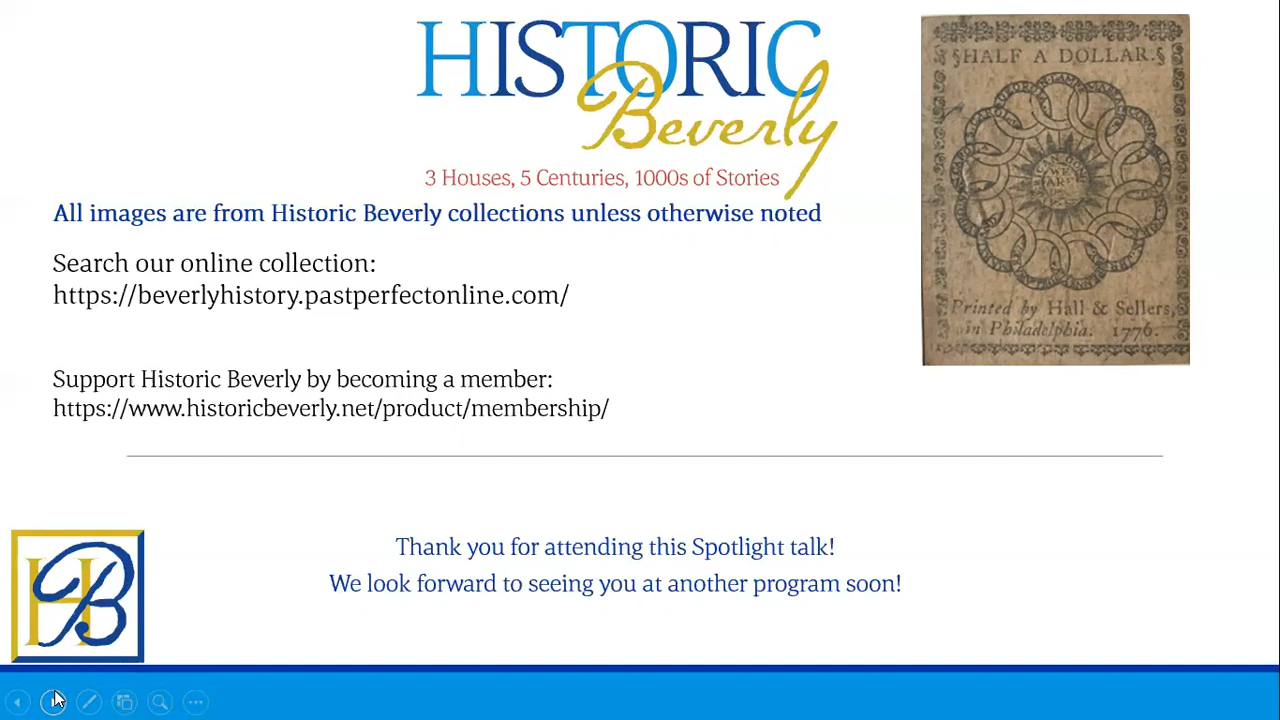 HISTORIC
Beverly
3 Houses, 5 Centuries, 1000s of Stories
All images are from Historic Beverly collections unless otherwise noted
Search our online collection:
https://beverlyhistory.pastperfectonline.com/
Support Historic Beverly by becoming a member:
https://www.historicbeverly.net/product/membership/
HALF A DOLLAR.
WE
ARE
Printed by Hall & Sellers,
in Philadelphia. 1776.
Thank you for attending this Spotlight talk!
We look forward to seeing you at another program soon!
HB